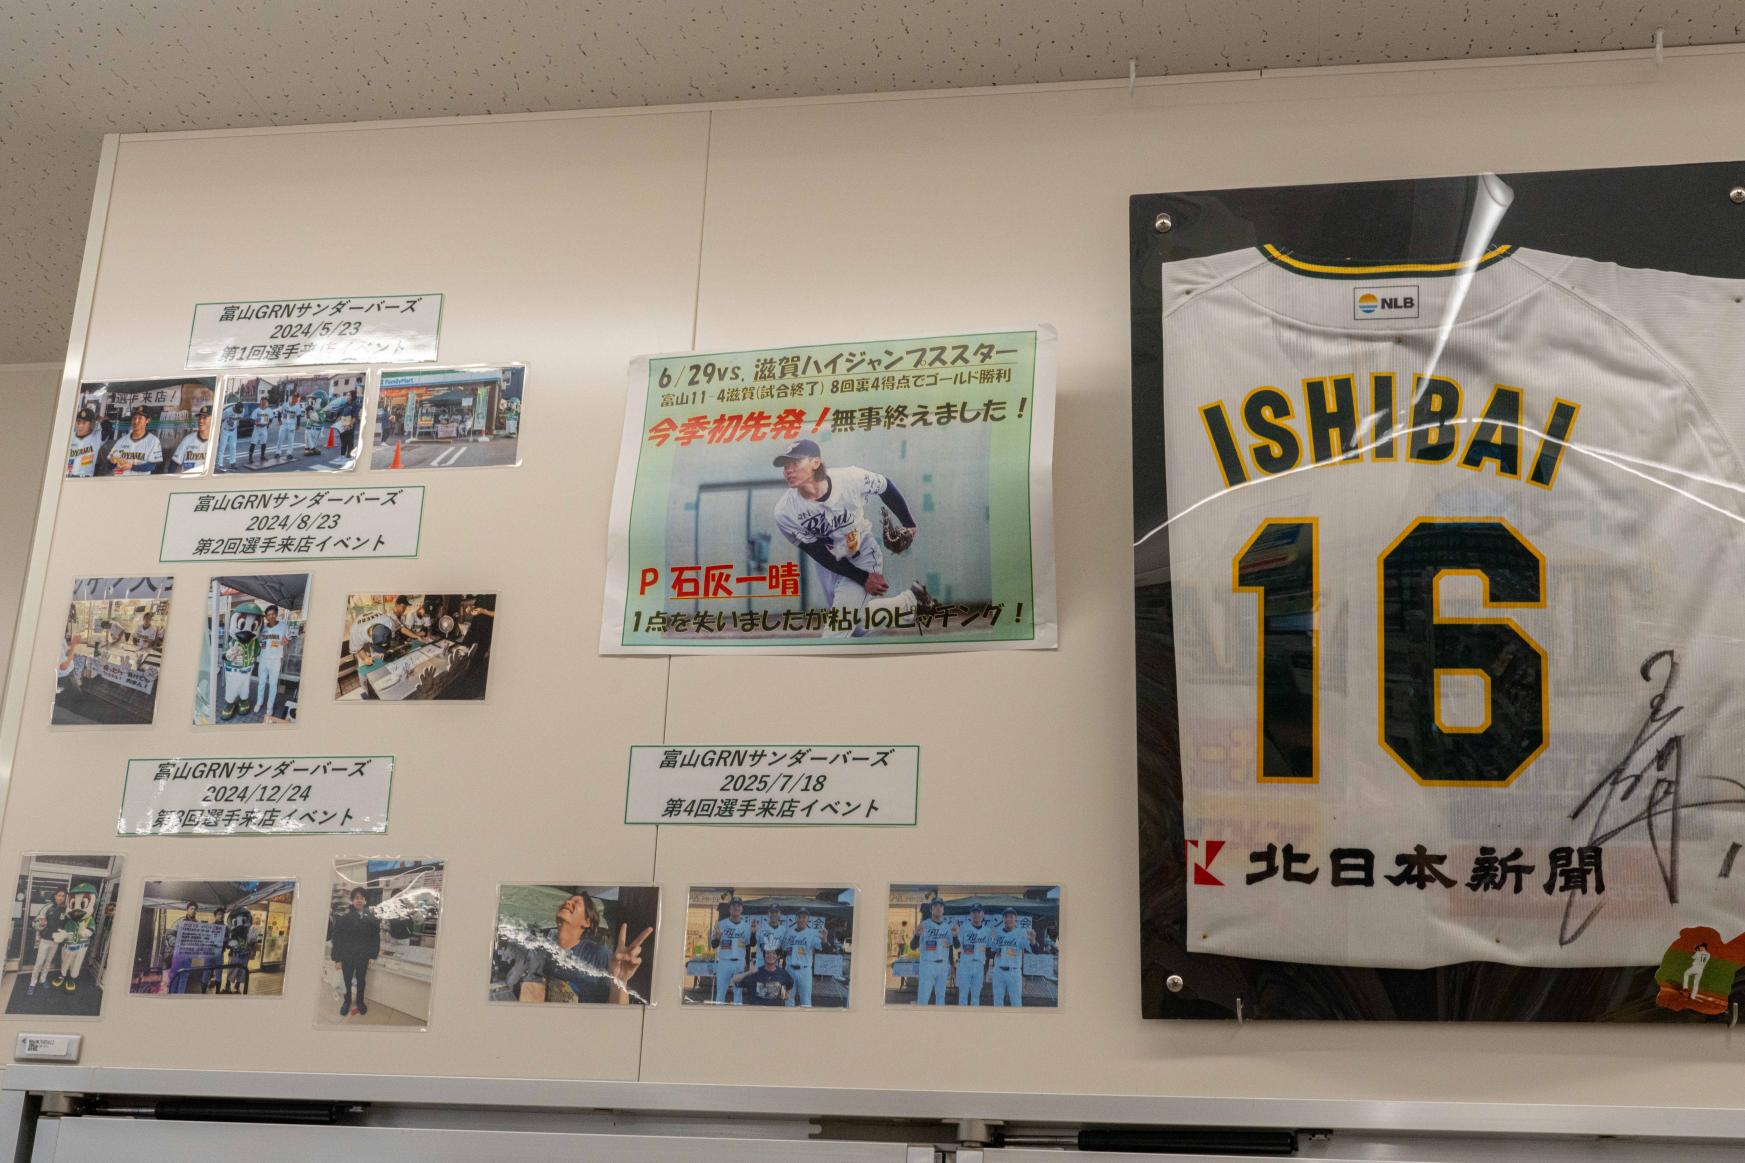 富山GRNサンダーバーズ
2024/5/23
第1回選手来店イベント
選手来店!
FamilyMart
TOYAMA
富山GRNサンダーバーズ
2024/8/23
第2回選手来店イベント
富山GRNサンダーバーズ
2024/12/24
第3回選手来店イベント
6/29vs. 滋賀ハイジャンプススター
富山11-4滋賀(試合終了) 8回裏4得点でゴールド勝利
今季初先発!無事終えました!
P 石灰一晴
1点を失いましたが粘りのピッチング!
富山GRNサンダーバーズ
2025/7/18
第4回選手来店イベント
NLB
ISHIBAI
16
北日本新聞